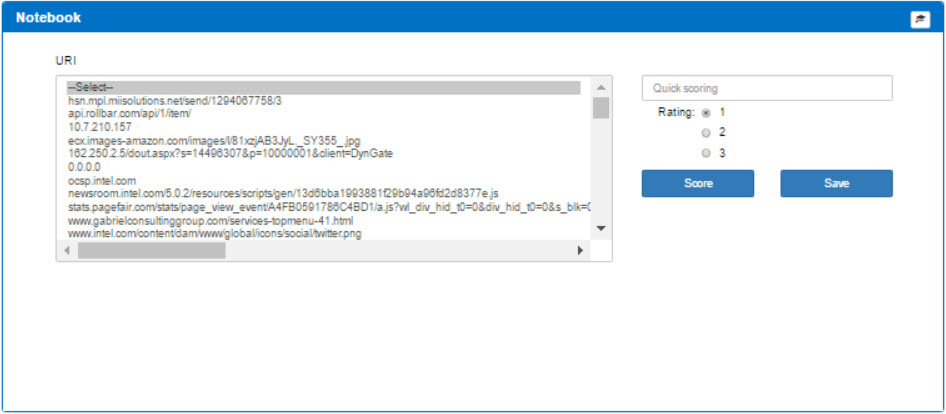 Notebook
URI
--Select--
hsn.mpl.miisolutions.net/send/1294067758/3
api.rollbar.com/api/1/item/
10.7.210.157
ecx.images-amazon.com/images/I/81xzjAB3JyL._SY355_.jpg
162.250.2.5/dout.aspx?s=14496307&p=10000001&client=DynGate
0.0.0.0
ocsp.intel.com
newsroom.intel.com/5.0.2/resources/scripts/gen/13d6bba1993881f29b94a96fd2d8377e.js
stats.pagefair.com/stats/page_view_event/A4FB0591786C4BD1/a.js?wl_div_hid_t0=0&div_hid_t0=0&s_blk=0
www.gabrielconsultinggroup.com/services-topmenu-41.html
www.intel.com/content/dam/www/global/icons/social/twitter.png
Quick scoring
Rating: 1
2
3
Score Save